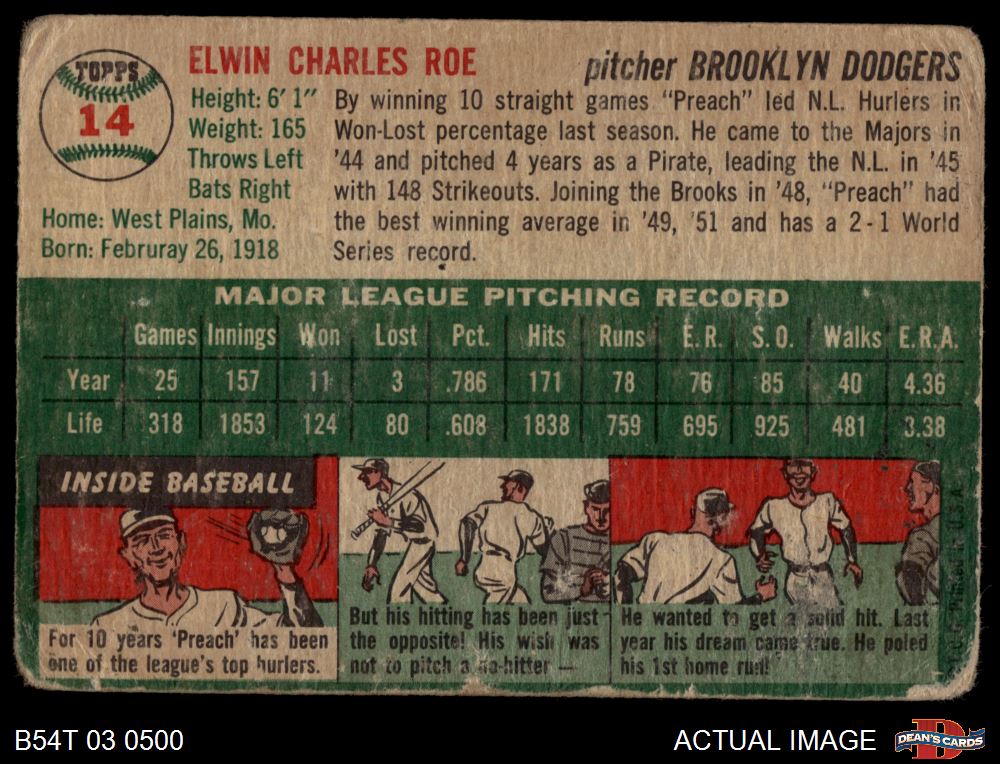 TOPPS
14
ELWIN CHARLES ROE
pitcher BROOKLYN DODGERS
Height: 6' 1"
Weight: 165
Throws Left
Bats Right
Home: West Plains, Mo.
Born: Februray 26, 1918
By winning 10 straight games "Preach" led N.L. Hurlers in
Won-Lost percentage last season. He came to the Majors in
'44 and pitched 4 years as a Pirate, leading the N.L. in '45
with 148 Strikeouts. Joining the Brooks in '48, "Preach" had
the best winning average in '49, '51 and has a 2-1 World
Series record.
MAJOR LEAGUE PITCHING RECORD
Games Innings Won Lost Pct. Hits Runs E.R. S.O. Walks E.R.A.
Year 25 157 11 3 .786 171 78 76 85 40 4.36
Life 318 1853 124 80 .608 1838 759 695 925 481 3.38
INSIDE BASEBALL
For 10 years 'Preach' has been
one of the league's top hurlers.
But his hitting has been just
the opposite! His wish was
not to pitch a no-hitter —
He wanted to get a solid hit. Last
year his dream came true. He poled
his 1st home run!
U.S.A.
B54T 03 0500
ACTUAL IMAGE
DEAN'S CARDS